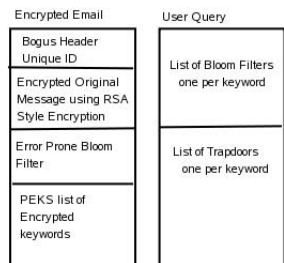 Encrypted Email
Bogus Header
Unique ID
Encrypted Original
Message using RSA
Style Encryption
Error Prone Bloom
Filter
PEKS list of
Encrypted
keywords
User Query
List of Bloom Filters
one per keyword
List of Trapdoors
one per keyword